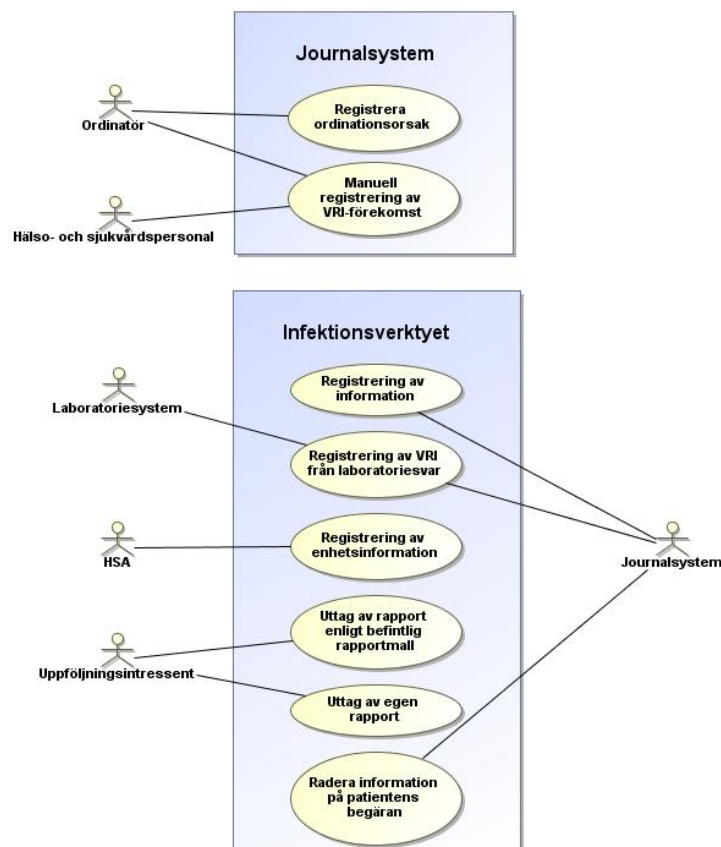 Journalsystem
Registrera
ordinationsorsak
Ordinatör
Manuell
registrering av
VRI-förekomst
Hälso- och sjukvårdspersonal
Infektionsverktyet
Registrering av
information
Laboratoriesystem
Registrering av VRI
från laboratoriesvar
Registrering av
enhetsinformation
HSA
Journalsystem
Uttag av rapport
enligt befintlig
rapportmall
Uppföljningsintressent
Uttag av egen
rapport
Radera information
på patientens
begäran